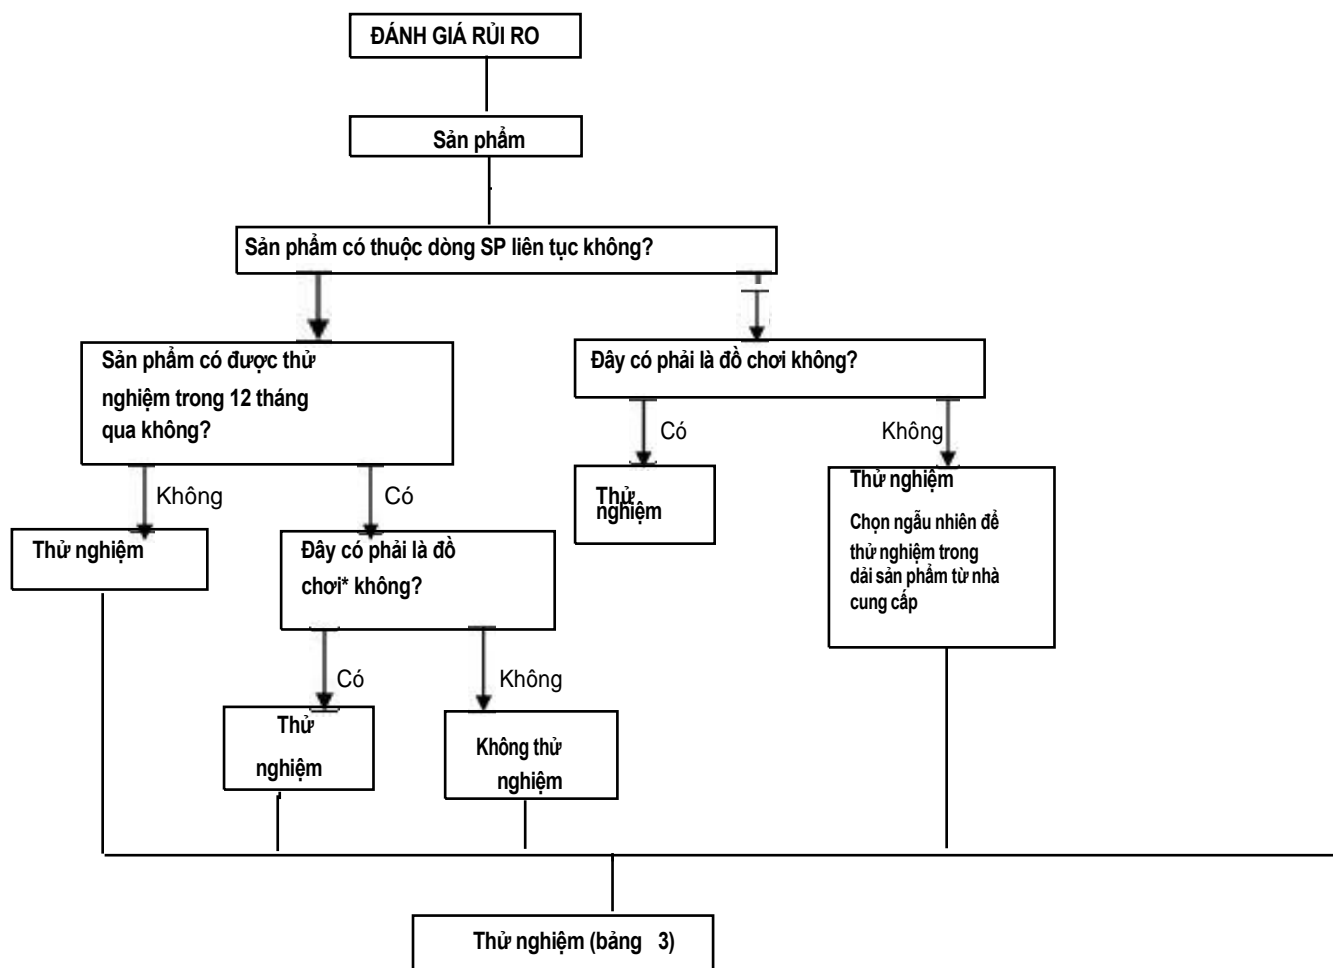 ĐÁNH GIÁ RỦI RO
Sản phẩm
Sản phẩm có thuộc dòng SP liên tục không?
Sản phẩm có được thử
nghiệm trong 12 tháng
qua không?
Đây có phải là đồ chơi không?
Có
Không
Không
Có
Thử
nghiệm
Thử nghiệm
Chọn ngẫu nhiên để
thử nghiệm trong
dải sản phẩm từ nhà
cung cấp
Thử nghiệm
Đây có phải là đồ
chơi* không?
Có
Không
Thử
nghiệm
Không thử
nghiệm
Thử nghiệm (bảng 3)